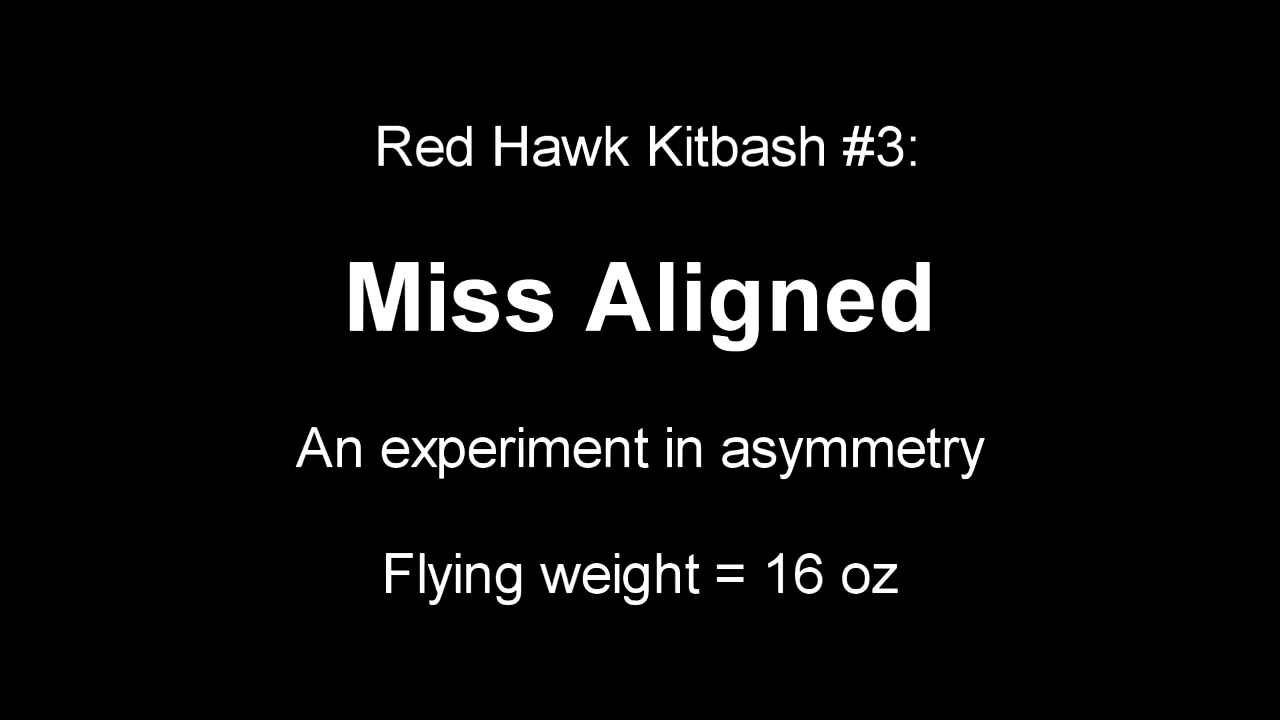 Red Hawk Kitbash #3:
Miss Aligned
An experiment in asymmetry
Flying weight = 16 oz